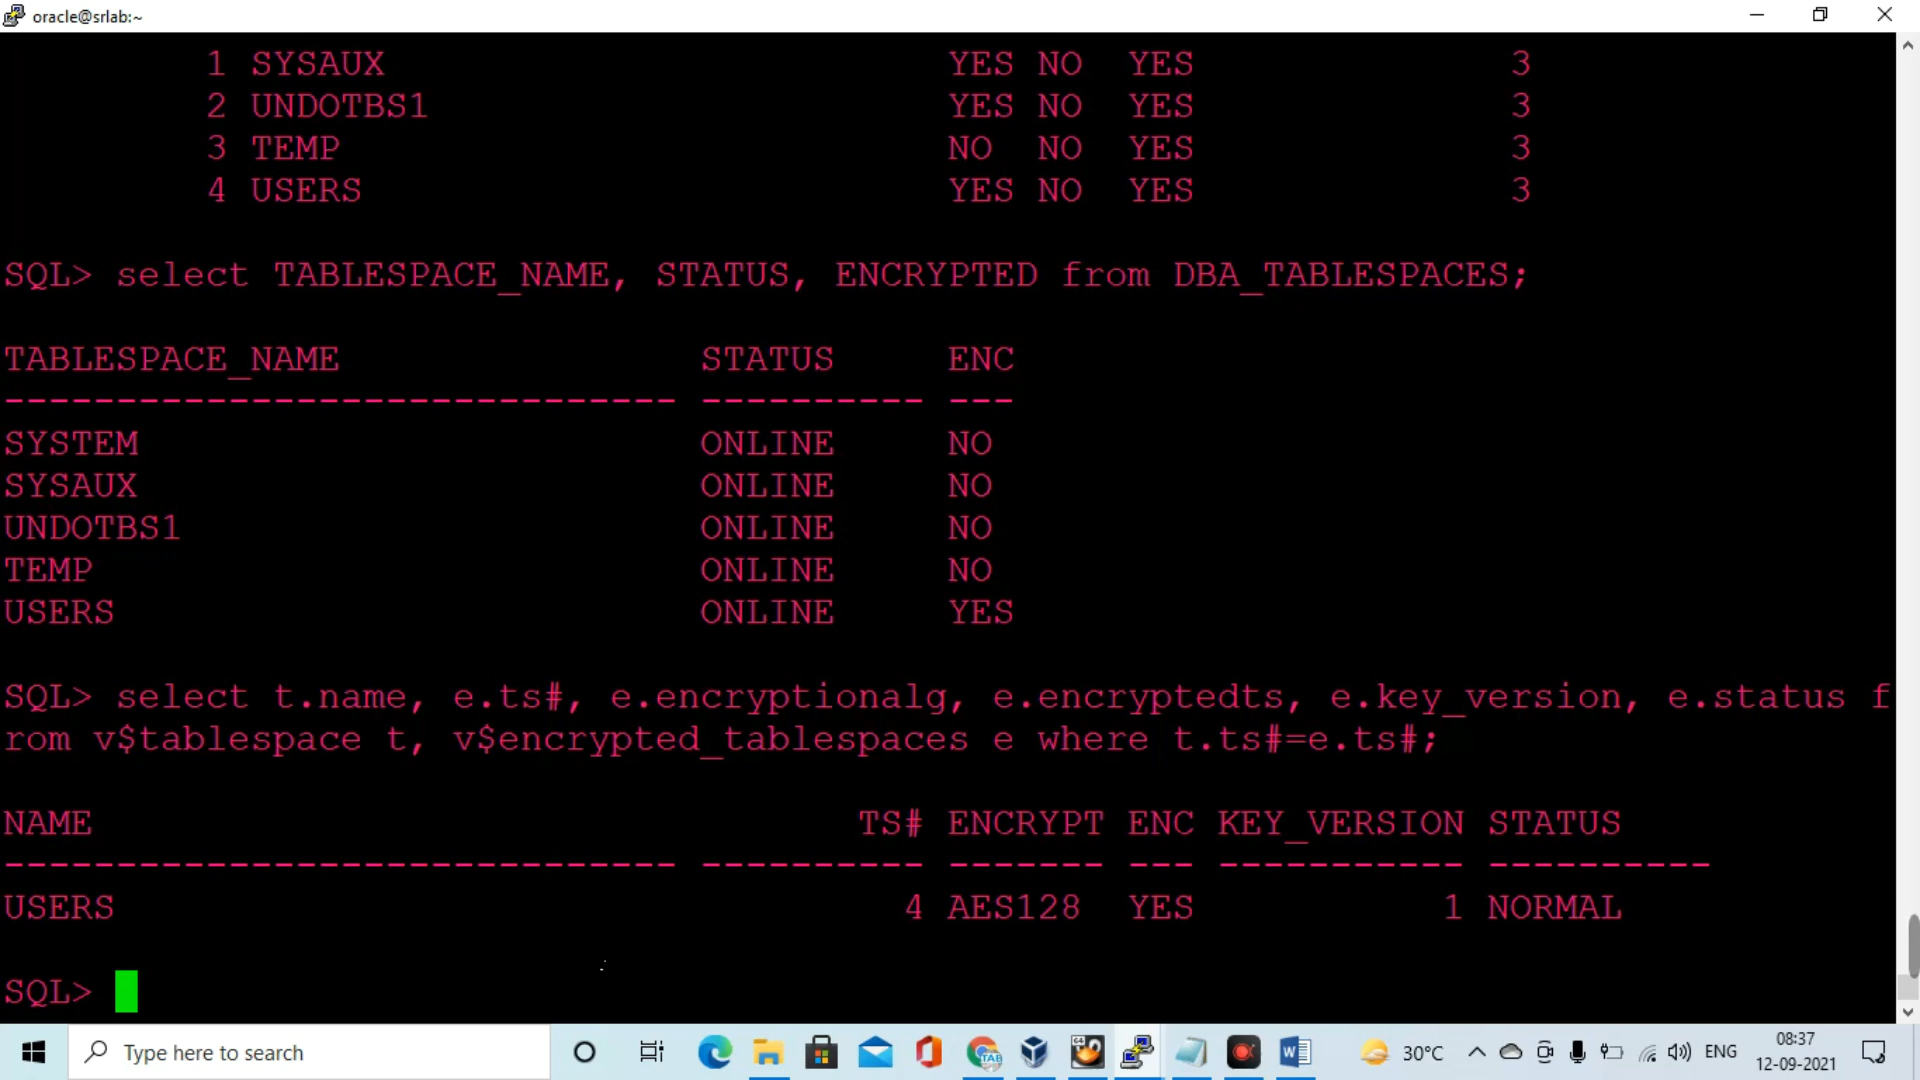 oracle@srlab:~
1 SYSAUX YES NO YES 3
2 UNDOTBS1 YES NO YES 3
3 TEMP NO NO YES 3
4 USERS YES NO YES 3
SQL> select TABLESPACE_NAME, STATUS, ENCRYPTED from DBA_TABLESPACES;
TABLESPACE_NAME STATUS ENC
------------------------------ ---------- ---
SYSTEM ONLINE NO
SYSAUX ONLINE NO
UNDOTBS1 ONLINE NO
TEMP ONLINE NO
USERS ONLINE YES
SQL> select t.name, e.ts#, e.encryptionalg, e.encryptedts, e.key_version, e.status f
rom v$tablespace t, v$encrypted_tablespaces e where t.ts#=e.ts#;
NAME TS# ENCRYPT ENC KEY_VERSION STATUS
------------------------------ ---------- ------- --- ----------- ----------
USERS 4 AES128 YES 1 NORMAL
SQL>
Type here to search 30°C ENG 08:37
12-09-2021